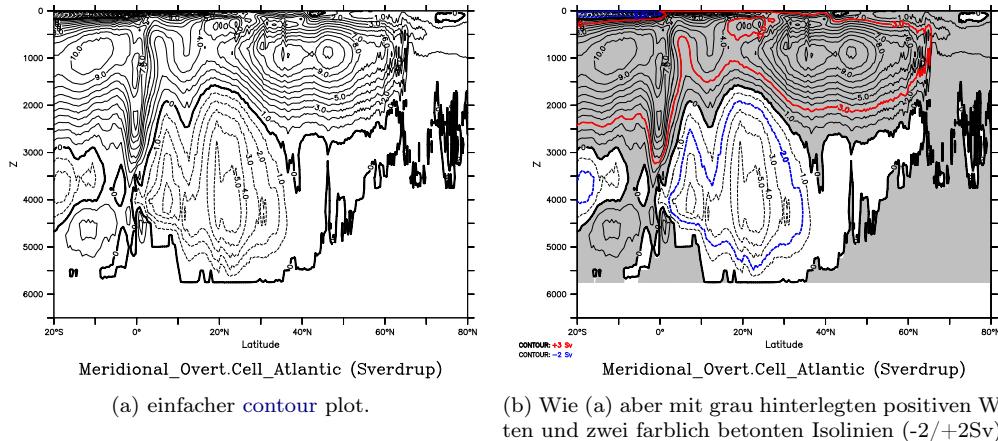 0
1000
2000
3000
4000
5000
6000
Z
20°S 0° 20°N 40°N 60°N 80°N
Latitude
Meridional_Overt.Cell_Atlantic (Sverdrup)
(a) einfacher contour plot.
0
1000
2000
3000
4000
5000
6000
Z
20°S 0° 20°N 40°N 60°N 80°N
Latitude
CONTOUR: +3 Sv
CONTOUR: −2 Sv
Meridional_Overt.Cell_Atlantic (Sverdrup)
(b) Wie (a) aber mit grau hinterlegten positiven W
ten und zwei farblich betonten Isolinien (-2/+2Sv)